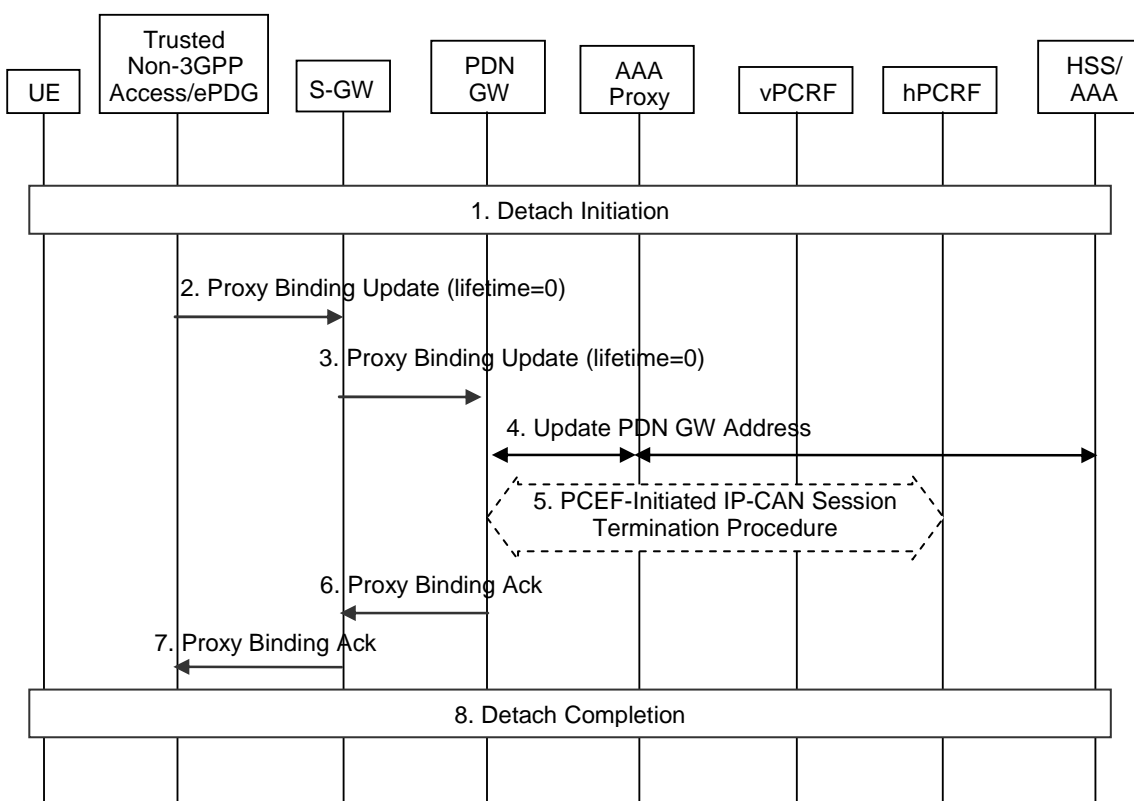 UE
Trusted
Non-3GPP
Access/ePDG
S-GW
PDN
GW
AAA
Proxy
vPCRF
hPCRF
HSS/
AAA
1. Detach Initiation
2. Proxy Binding Update (lifetime=0)
3. Proxy Binding Update (lifetime=0)
4. Update PDN GW Address
5. PCEF-Initiated IP-CAN Session
Termination Procedure
6. Proxy Binding Ack
7. Proxy Binding Ack
8. Detach Completion